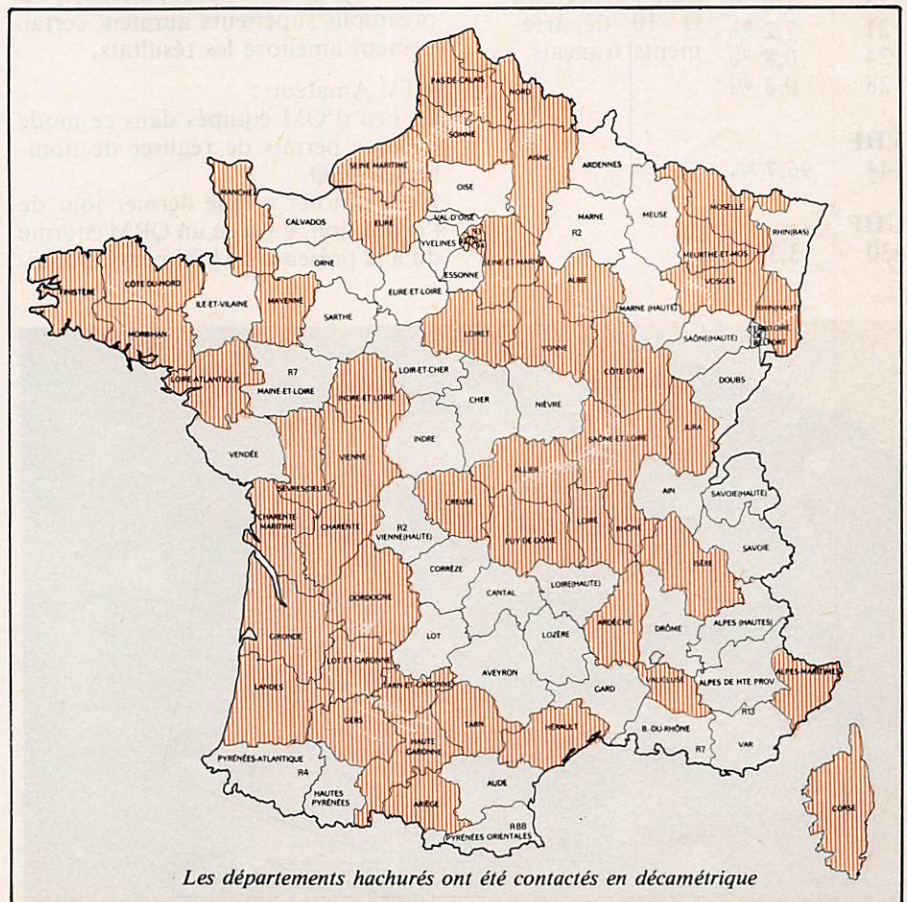 PAS-DE-CALAIS
NORD
SOMME
AISNE
ARDENNES
SEINE-MARITIME
OISE
MANCHE
CALVADOS
EURE
VAL D'OISE
MARNE
R2
MEUSE
MOSELLE
RHIN(BAS)
YVELINES
SEINE-ET-MARNE
MEURTHE-ET-MOS.
ORNE
ESSONNE
AUBE
VOSGES
FINISTÈRE
CÔTE-DU-NORD
ILE-ET-VILAINE
MAYENNE
EURE-ET-LOIRE
MARNE (HAUTE)
RHIN(HAUT)
MORBIHAN
SARTHE
LOIRET
YONNE
SAÔNE(HAUTE)
TERRITOIRE
BELFORT
LOIRE-ATLANTIQUE
R7
MAINE-ET-LOIRE
LOIR-ET-CHER
CÔTE-D'OR
DOUBS
INDRE-ET-LOIRE
CHER
NIÈVRE
VENDÉE
VIENNE
INDRE
SAÔNE-ET-LOIRE
JURA
SÈVRES(DEUX)
ALLIER
AIN
SAVOIE(HAUTE)
CHARENTE
MARITIME
CHARENTE
R2
VIENNE(HAUTE)
CREUSE
PUY-DE-DÔME
LOIRE
RHÔNE
SAVOIE
CORRÈZE
ISÈRE
DORDOGNE
CANTAL
LOIRE(HAUTE)
GIRONDE
LOT
LOZÈRE
ARDÈCHE
DRÔME
ALPES (HAUTES)
LOT-ET-GARONNE
AVEYRON
LANDES
TARN-ET-GARONNE
GARD
VAUCLUSE
ALPES DE HTE PROV
ALPES-MARITIMES
GERS
TARN
HÉRAULT
R13
HAUTE
GARONNE
B. DU-RHÔNE
R7
VAR
PYRÉNÉES-ATLANTIQUE
R4
HAUTES
PYRÉNÉES
ARIÈGE
AUDE
R8B
PYRÉNÉES ORIENTALES
CORSE
Les départements hachurés ont été contactés en décamétrique